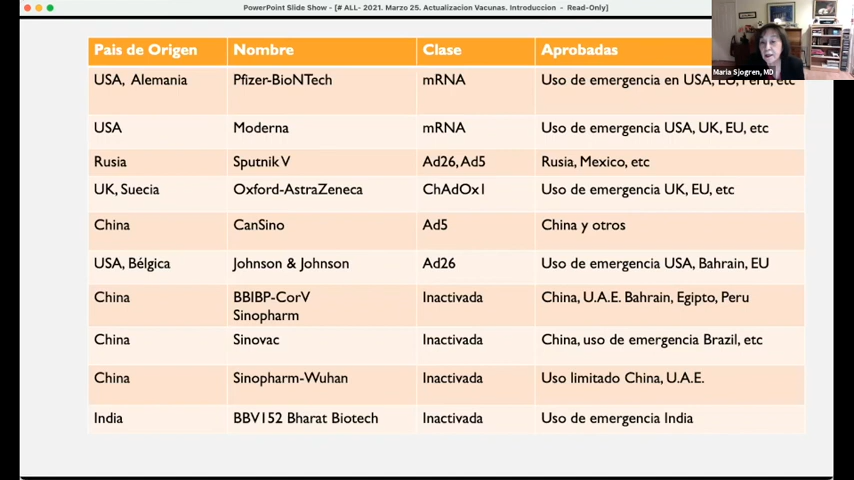 PowerPoint Slide Show - [# ALL- 2021. Marzo 25. Actualizacion Vacunas. Introduccion - Read-Only]
Pais de Origen Nombre Clase Aprobadas
Maria Sjogren, MD
USA, Alemania Pfizer-BioNTech mRNA Uso de emergencia en USA, EU, Peru, etc
USA Moderna mRNA Uso de emergencia USA, UK, EU, etc
Rusia Sputnik V Ad26, Ad5 Rusia, Mexico, etc
UK, Suecia Oxford-AstraZeneca ChAdOx1 Uso de emergencia UK, EU, etc
China CanSino Ad5 China y otros
USA, Bélgica Johnson & Johnson Ad26 Uso de emergencia USA, Bahrain, EU
China BBIBP-CorV Inactivada China, U.A.E. Bahrain, Egipto, Peru
Sinopharm
China Sinovac Inactivada China, uso de emergencia Brazil, etc
China Sinopharm-Wuhan Inactivada Uso limitado China, U.A.E.
India BBV152 Bharat Biotech Inactivada Uso de emergencia India